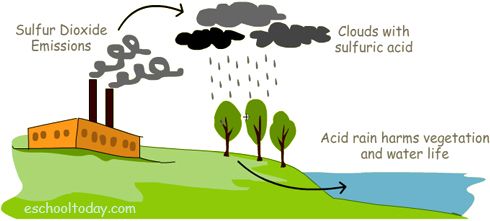 Sulfur Dioxide
Emissions
Clouds with
sulfuric acid
Acid rain harms vegetation
and water life
eschooltoday.com